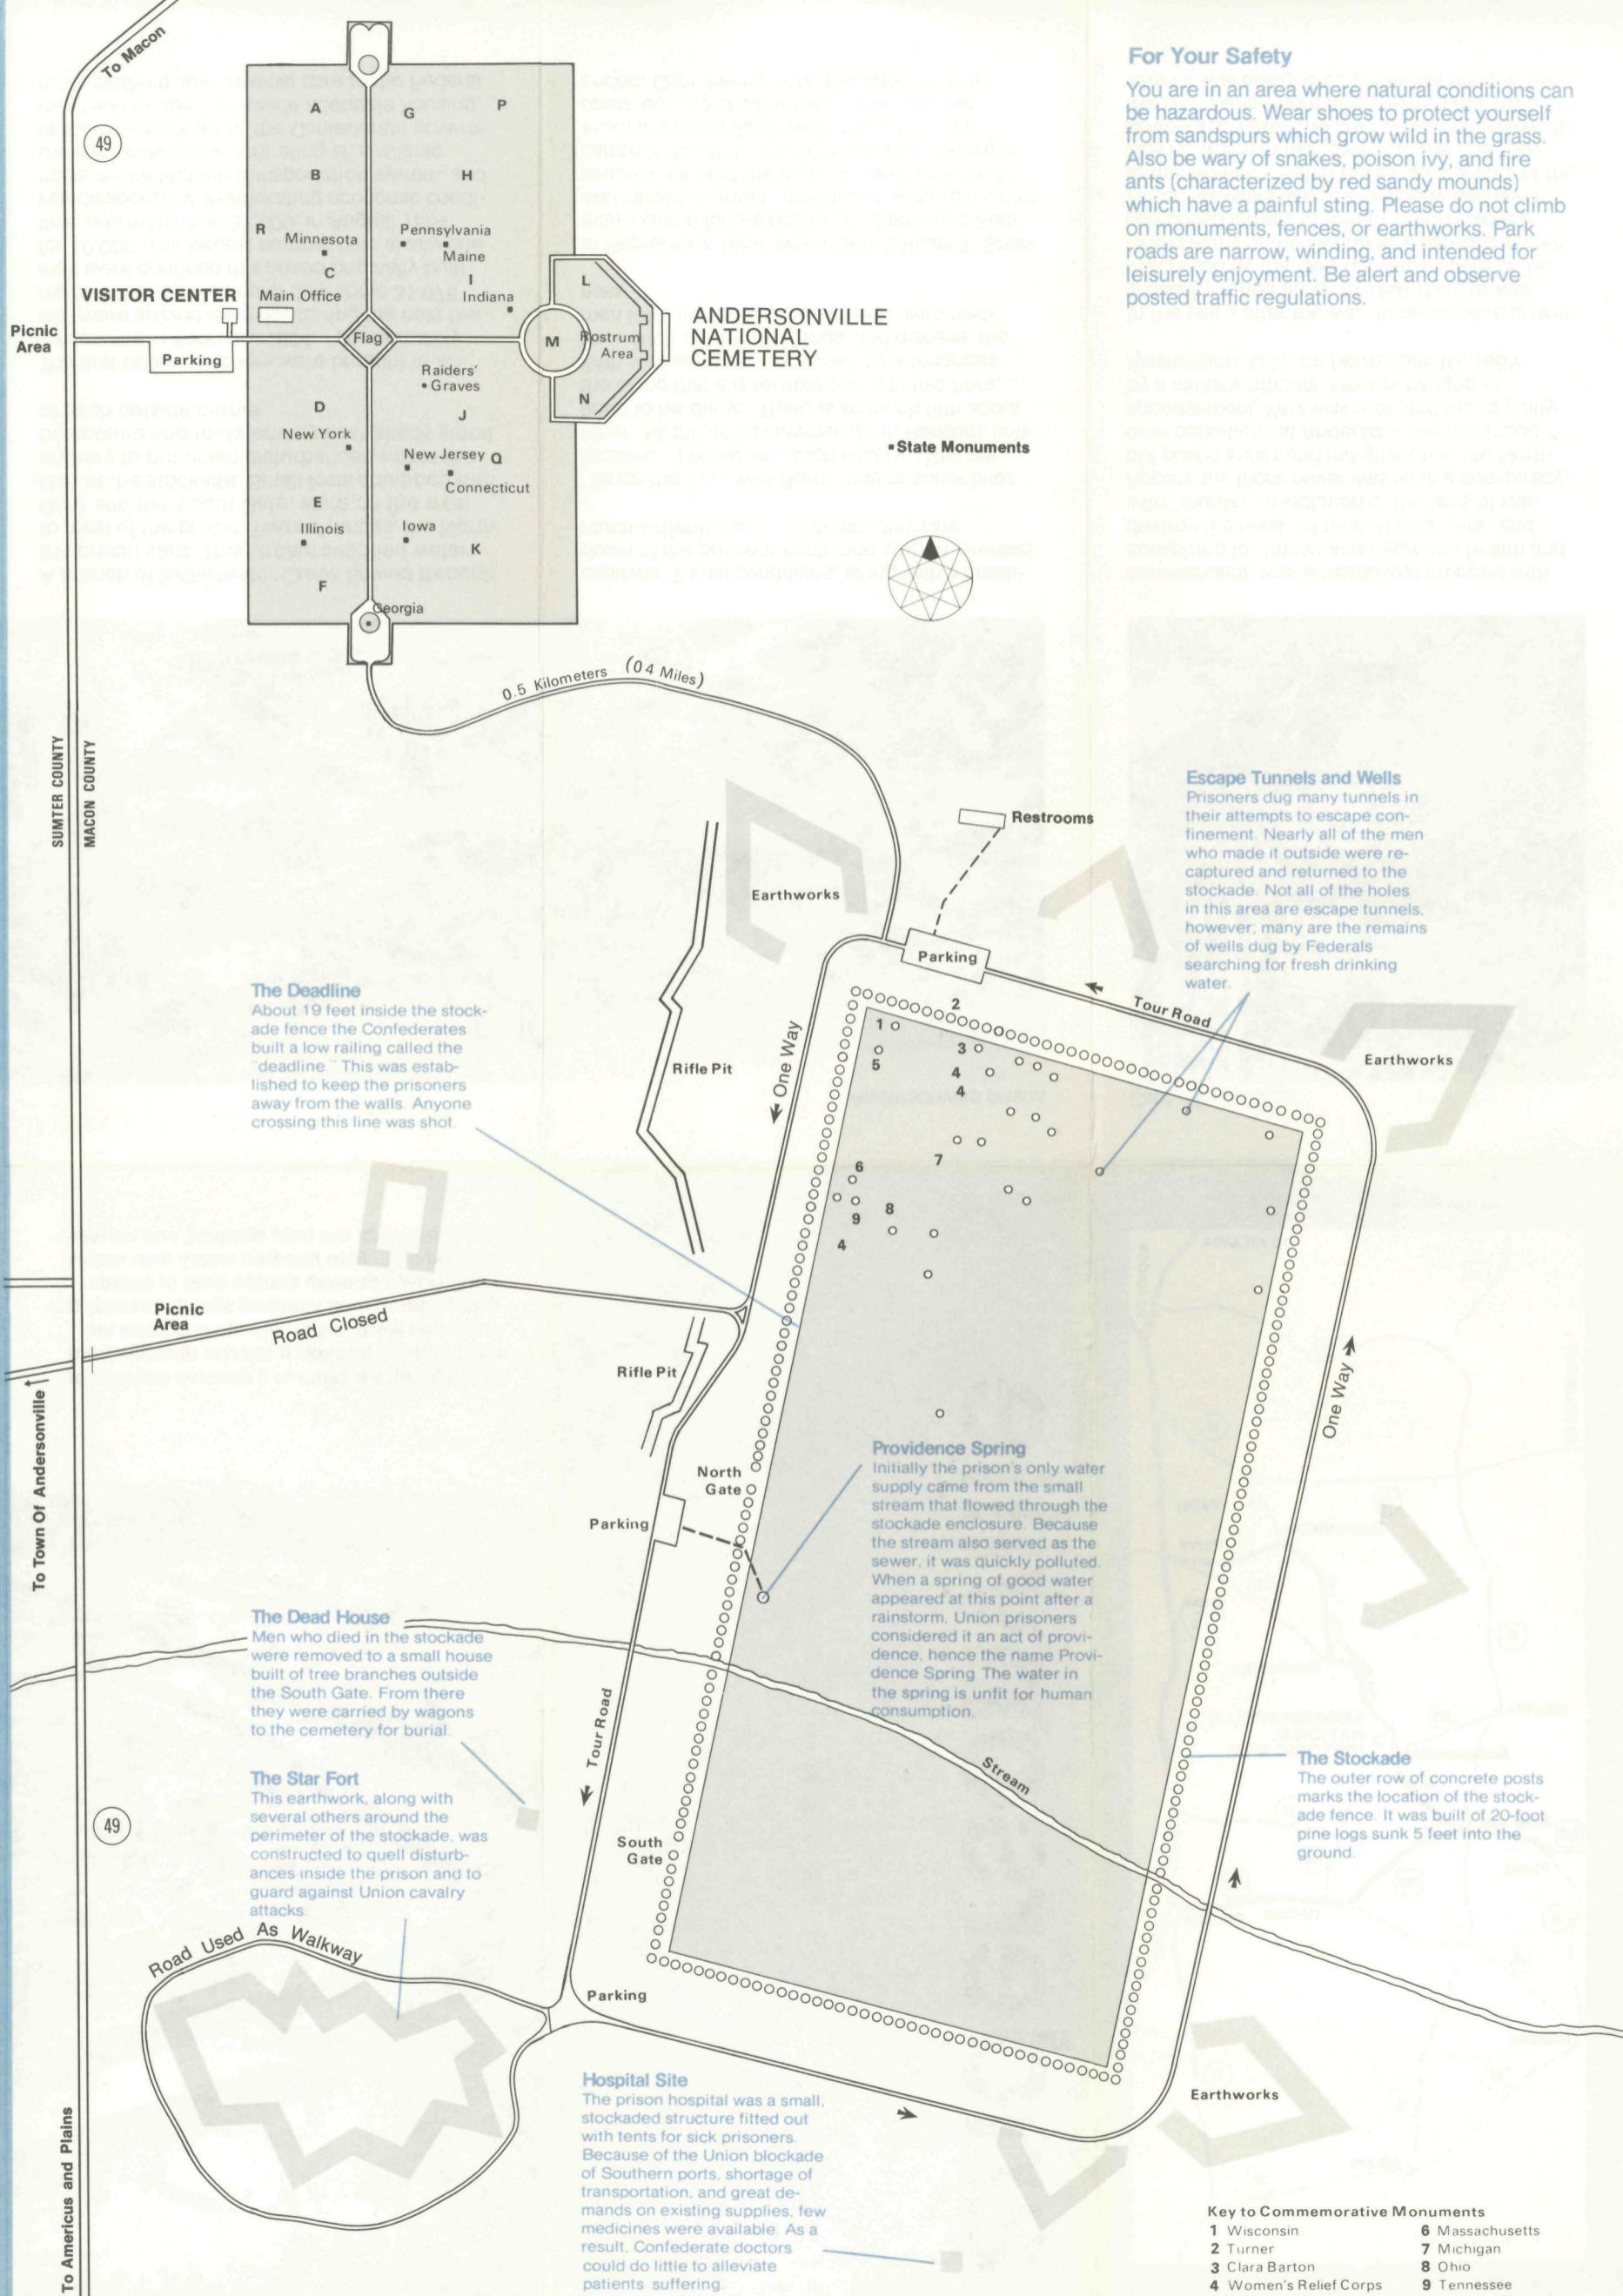 To Macon
49
A
G
P
B
H
R
Minnesota
Pennsylvania
Maine
C
I
Indiana
L
VISITOR CENTER
Main Office
Picnic
Area
Parking
Flag
M
Rostrum
Area
ANDERSONVILLE
NATIONAL
CEMETERY
Raiders'
Graves
N
D
J
New York
New Jersey
Q
Connecticut
State Monuments
E
Illinois
Iowa
K
F
Georgia
For Your Safety
You are in an area where natural conditions can
be hazardous. Wear shoes to protect yourself
from sandspurs which grow wild in the grass.
Also be wary of snakes, poison ivy, and fire
ants (characterized by red sandy mounds)
which have a painful sting. Please do not climb
on monuments, fences, or earthworks. Park
roads are narrow, winding, and intended for
leisurely enjoyment. Be alert and observe
posted traffic regulations.
0.5 Kilometers (04 Miles)
SUMTER COUNTY
MACON COUNTY
Restrooms
Earthworks
Parking
Escape Tunnels and Wells
Prisoners dug many tunnels in
their attempts to escape con-
finement. Nearly all of the men
who made it outside were re-
captured and returned to the
stockade. Not all of the holes
in this area are escape tunnels,
however; many are the remains
of wells dug by Federals
searching for fresh drinking
water.
Tour Road
Earthworks
The Deadline
About 19 feet inside the stock-
ade fence the Confederates
built a low railing called the
"deadline." This was estab-
lished to keep the prisoners
away from the walls. Anyone
crossing this line was shot.
Rifle Pit
One Way
2
1
3
5
4
4
7
6
8
9
4
Picnic
Area
Road Closed
Rifle Pit
One Way
To Town Of Andersonville
North
Gate
Parking
Providence Spring
Initially the prison's only water
supply came from the small
stream that flowed through the
stockade enclosure. Because
the stream also served as the
sewer, it was quickly polluted.
When a spring of good water
appeared at this point after a
rainstorm, Union prisoners
considered it an act of provi-
dence, hence the name Provi-
dence Spring. The water in
the spring is unfit for human
consumption.
The Dead House
Men who died in the stockade
were removed to a small house
built of tree branches outside
the South Gate. From there
they were carried by wagons
to the cemetery for burial.
Tour Road
Stream
The Stockade
The outer row of concrete posts
marks the location of the stock-
ade fence. It was built of 20-foot
pine logs sunk 5 feet into the
ground.
49
The Star Fort
This earthwork, along with
several others around the
perimeter of the stockade, was
constructed to quell disturb-
ances inside the prison and to
guard against Union cavalry
attacks.
South
Gate
Road Used As Walkway
Parking
Earthworks
Hospital Site
The prison hospital was a small,
stockaded structure fitted out
with tents for sick prisoners.
Because of the Union blockade
of Southern ports, shortage of
transportation, and great de-
mands on existing supplies, few
medicines were available. As a
result, Confederate doctors
could do little to alleviate
patients suffering.
To Americus and Plains
Key to Commemorative Monuments
1 Wisconsin
2 Turner
3 Clara Barton
4 Women's Relief Corps
6 Massachusetts
7 Michigan
8 Ohio
9 Tennessee